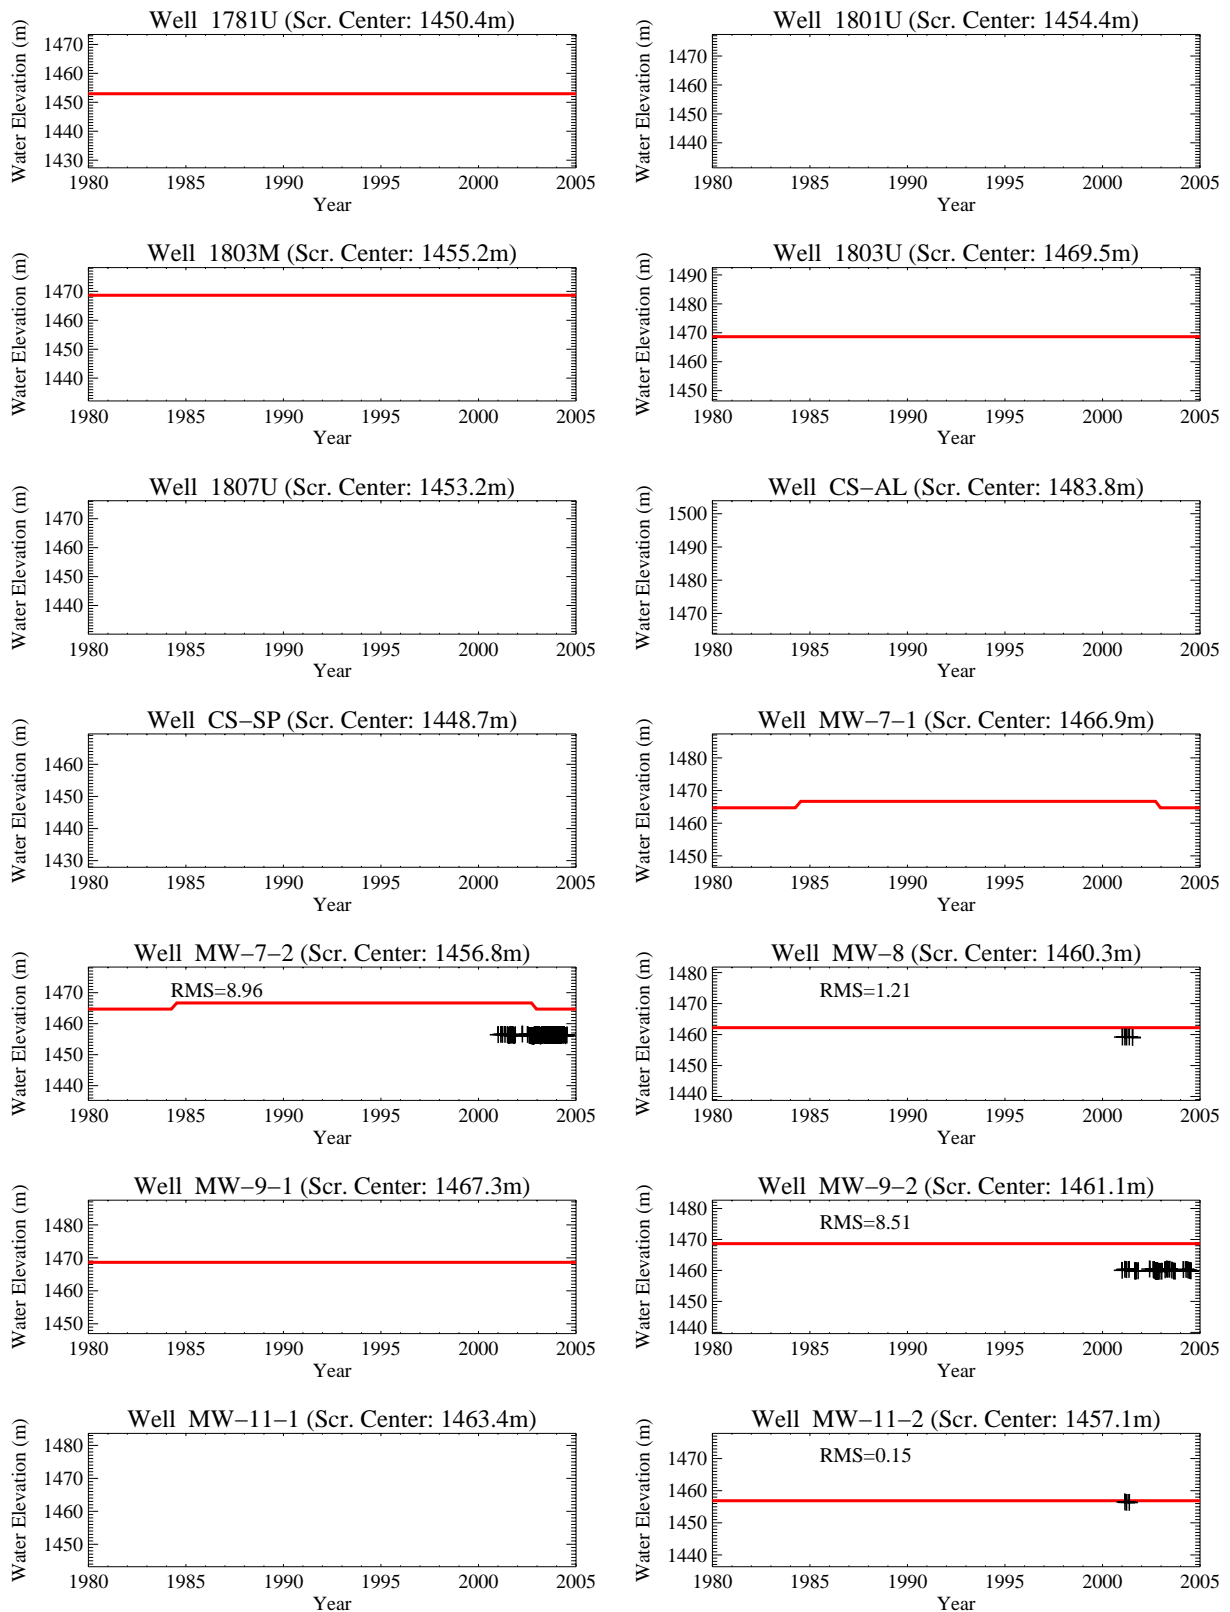 Well 1781U (Scr. Center: 1450.4m)
Water Elevation (m)
1470
1460
1450
1440
1430
1980 1985 1990 1995 2000 2005
Year
Well 1801U (Scr. Center: 1454.4m)
Water Elevation (m)
1470
1460
1450
1440
1980 1985 1990 1995 2000 2005
Year
Well 1803M (Scr. Center: 1455.2m)
Water Elevation (m)
1470
1460
1450
1440
1980 1985 1990 1995 2000 2005
Year
Well 1803U (Scr. Center: 1469.5m)
Water Elevation (m)
1490
1480
1470
1460
1450
1980 1985 1990 1995 2000 2005
Year
Well 1807U (Scr. Center: 1453.2m)
Water Elevation (m)
1470
1460
1450
1440
1980 1985 1990 1995 2000 2005
Year
Well CS−AL (Scr. Center: 1483.8m)
Water Elevation (m)
1500
1490
1480
1470
1980 1985 1990 1995 2000 2005
Year
Well CS−SP (Scr. Center: 1448.7m)
Water Elevation (m)
1460
1450
1440
1430
1980 1985 1990 1995 2000 2005
Year
Well MW−7−1 (Scr. Center: 1466.9m)
Water Elevation (m)
1480
1470
1460
1450
1980 1985 1990 1995 2000 2005
Year
Well MW−7−2 (Scr. Center: 1456.8m)
Water Elevation (m)
RMS=8.96
1470
1460
1450
1440
1980 1985 1990 1995 2000 2005
Year
Well MW−8 (Scr. Center: 1460.3m)
Water Elevation (m)
RMS=1.21
1480
1470
1460
1450
1440
1980 1985 1990 1995 2000 2005
Year
Well MW−9−1 (Scr. Center: 1467.3m)
Water Elevation (m)
1480
1470
1460
1450
1980 1985 1990 1995 2000 2005
Year
Well MW−9−2 (Scr. Center: 1461.1m)
Water Elevation (m)
RMS=8.51
1480
1470
1460
1450
1440
1980 1985 1990 1995 2000 2005
Year
Well MW−11−1 (Scr. Center: 1463.4m)
Water Elevation (m)
1480
1470
1460
1450
1980 1985 1990 1995 2000 2005
Year
Well MW−11−2 (Scr. Center: 1457.1m)
Water Elevation (m)
RMS=0.15
1470
1460
1450
1440
1980 1985 1990 1995 2000 2005
Year